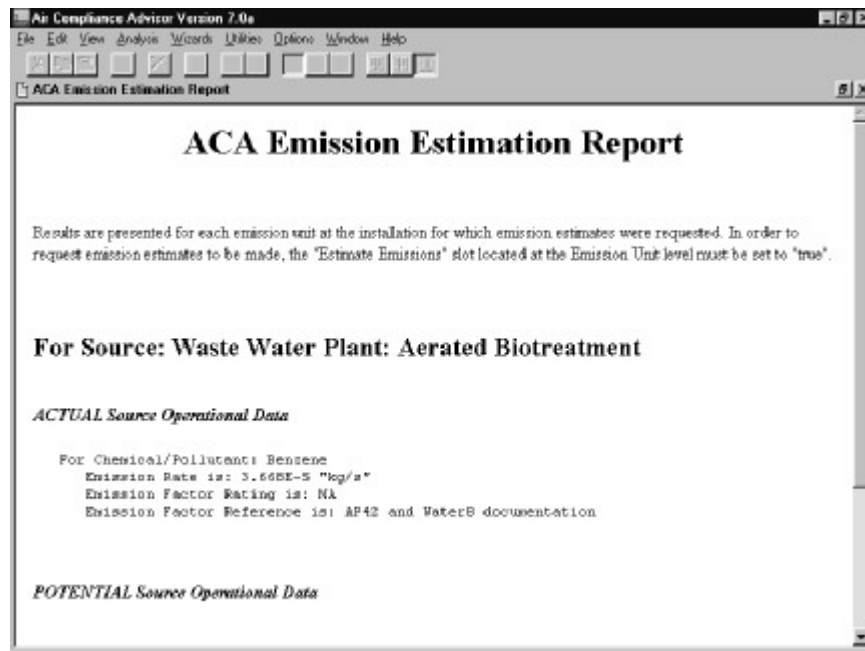 Air Compliance Advisor Version 7.0a
File Edit View Analysis Wizards Utilities Options Window Help
ACA Emission Estimation Report
ACA Emission Estimation Report
Results are presented for each emission unit at the installation for which emission estimates were requested. In order to
request emission estimates to be made, the "Estimate Emissions" slot located at the Emission Unit level must be set to "true".
For Source: Waste Water Plant: Aerated Biotreatment
ACTUAL Source Operational Data
For Chemical/Pollutant: Benzene
Emission Rate is: 3.668E-5 "kg/s"
Emission Factor Rating is: NA
Emission Factor Reference is: AP42 and Water8 documentation
POTENTIAL Source Operational Data